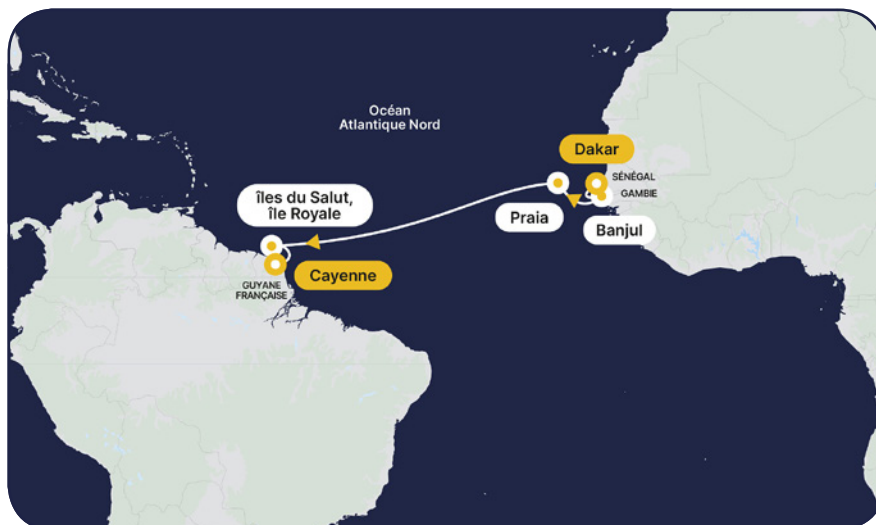 Océan
Atlantique Nord
Dakar
SÉNÉGAL
GAMBIE
îles du Salut,
île Royale
Praia
Banjul
Cayenne
GUYANE
FRANÇAISE